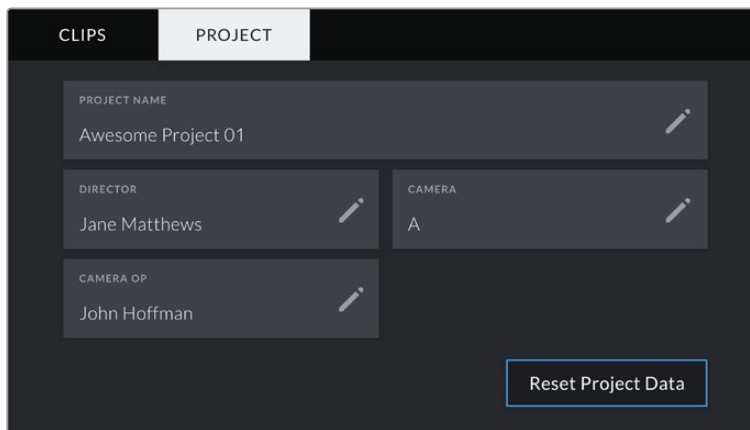 CLIPS PROJECT
PROJECT NAME
Awesome Project 01
DIRECTOR
Jane Matthews
CAMERA
A
CAMERA OP
John Hoffman
Reset Project Data